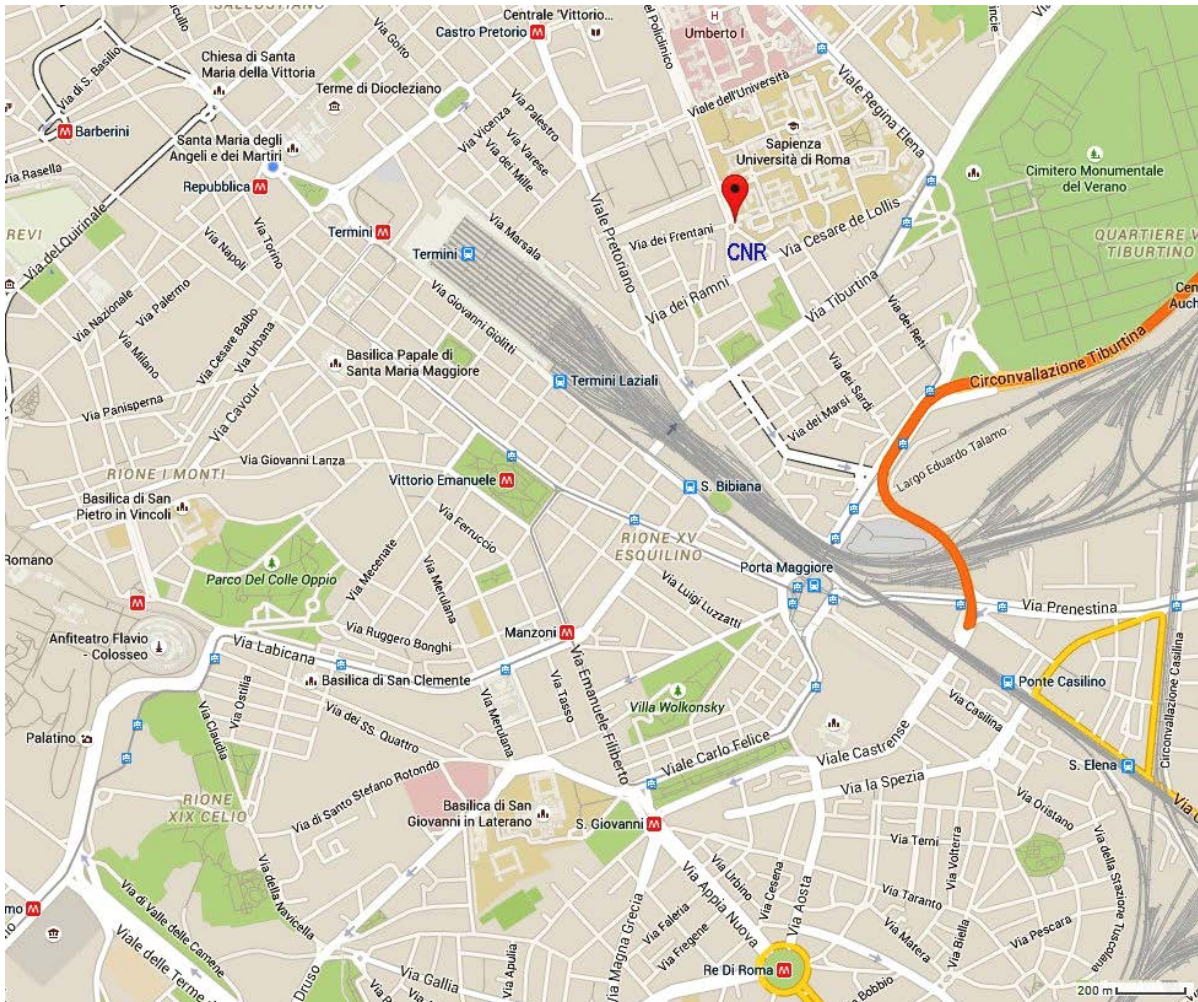 SALLUSTIANO
Via Goito
Centrale "Vittorio...
Castro Pretorio
Umberto I
del Policlinico
Via di S. Basilio
Chiesa di Santa
Maria della Vittoria
Terme di Diocleziano
Viale dell'Università
Viale Regina Elena
Barberini
Via Palestro
Via Vicenza
Via Varese
Via dei Mille
Santa Maria degli
Angeli e dei Martiri
Sapienza
Università di Roma
Cimitero Monumentale
del Verano
Via Rasella
Repubblica
Viale Pretoriano
Via del Quirinale
REVI
Termini
Termini
Via Marsala
Via dei Frentani
CNR
Via Cesare de Lollis
QUARTIERE V
TIBURTINO
Via Torino
Via Napoli
Via Nazionale
Via Palermo
Via Milano
Via Cesare Balbo
Via Urbana
Via Giovanni Giolitti
Via dei Ramni
Via Tiburtina
Via dei Reti
Cen
Auch
Basilica Papale di
Santa Maria Maggiore
Termini Laziali
Circonvallazione Tiburtina
Via Panisperna
Via Cavour
Via dei Sardi
Via dei Marsi
Largo Eduardo Talamo
RIONE I MONTI
Via Giovanni Lanza
Vittorio Emanuele
S. Bibiana
Basilica di San
Pietro in Vincoli
Via Ferruccio
RIONE XV
ESQUILINO
Romano
Parco Del Colle Oppio
Via Mecenate
Via Merulana
Porta Maggiore
Via Luigi Luzzatti
Via Prenestina
Anfiteatro Flavio
- Colosseo
Via Labicana
Via Ruggero Bonghi
Manzoni
Basilica di San Clemente
Via Emanuele Filiberto
Villa Wolkonsky
Ponte Casilino
Via Casilina
Circonvallazione Casilina
Palatino
Via Claudia
Via Ostilia
Via dei SS. Quattro
Via Merulana
Via Tasso
Viale Carlo Felice
Viale Castrense
S. Elena
Via la Spezia
RIONE
XIX CELIO
Via di Santo Stefano Rotondo
Basilica di San
Giovanni in Laterano
S. Giovanni
Via Oristano
Via Terni
Via Volterra
Via della Navicella
Via Appia Nuova
Via Urbino
Via Cesena
Via Aosta
Via Taranto
Via della Stazione Tuscolana
mo
Via di Valle delle Camene
Viale delle Terme d
Druso
Via Gallia
Via Apulia
Via Magna Grecia
Via Faleria
Via Fregene
Via Matera
Via Biella
Via Pescara
Re Di Roma
Bobbio
200 m